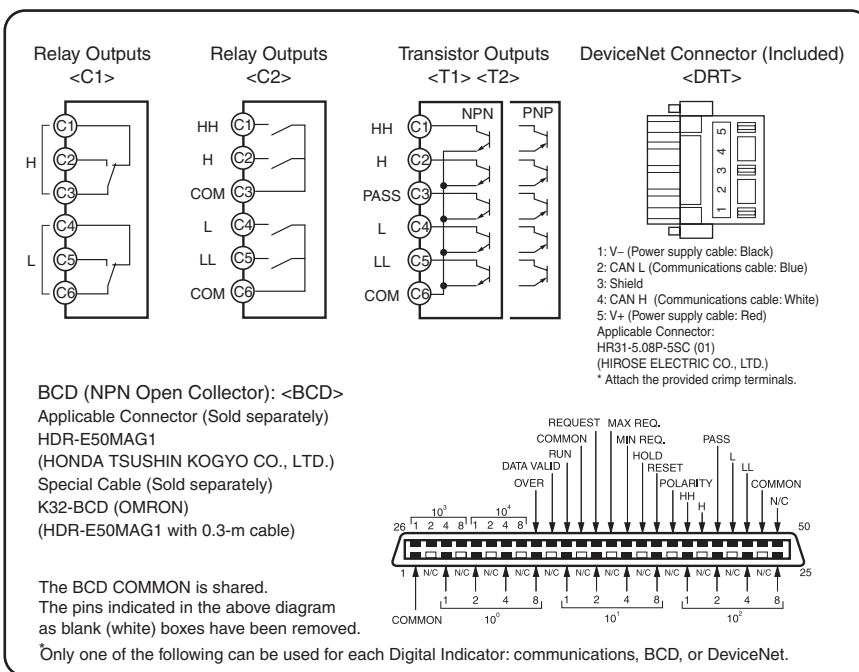 Relay Outputs
<C1>
C1
C2
C3
C4
C5
C6
H
L
Relay Outputs
<C2>
HH C1
H C2
COM C3
L C4
LL C5
COM C6
Transistor Outputs
<T1> <T2>
NPN PNP
HH C1
H C2
PASS C3
L C4
LL C5
COM C6
DeviceNet Connector (Included)
<DRT>
1 2 3 4 5
1: V– (Power supply cable: Black)
2: CAN L (Communications cable: Blue)
3: Shield
4: CAN H (Communications cable: White)
5: V+ (Power supply cable: Red)
Applicable Connector:
HR31-5.08P-5SC (01)
(HIROSE ELECTRIC CO., LTD.)
* Attach the provided crimp terminals.
BCD (NPN Open Collector): <BCD>
Applicable Connector (Sold separately)
HDR-E50MAG1
(HONDA TSUSHIN KOGYO CO., LTD.)
Special Cable (Sold separately)
K32-BCD (OMRON)
(HDR-E50MAG1 with 0.3-m cable)
The BCD COMMON is shared.
The pins indicated in the above diagram
as blank (white) boxes have been removed.
REQUEST MAX REQ.
COMMON MIN REQ. PASS
RUN HOLD L
DATA VALID RESET LL
OVER POLARITY COMMON
HH N/C
H
10³ 10⁴
26 1 2 4 8 1 2 4 8 50
1 N/C N/C N/C N/C N/C N/C N/C N/C N/C N/C N/C N/C 25
COMMON 1 2 4 8 1 2 4 8 1 2 4 8
10⁰ 10¹ 10²
*Only one of the following can be used for each Digital Indicator: communications, BCD, or DeviceNet.